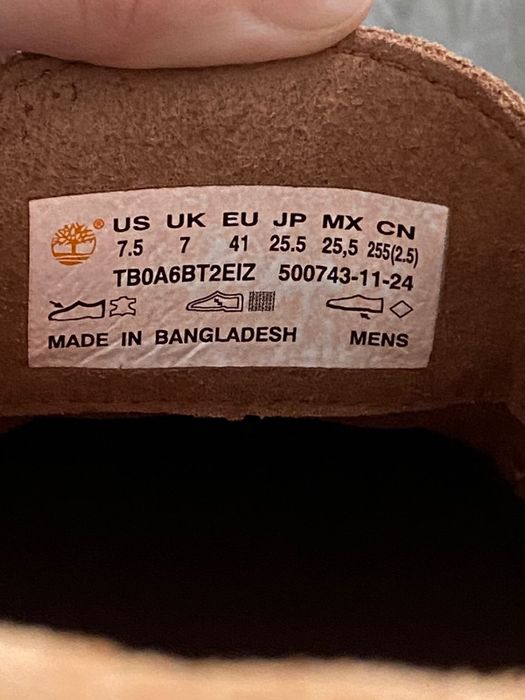 ® US UK EU JP MX CN
7.5 7 41 25.5 25,5 255(2.5)
TB0A6BT2EIZ 500743-11-24
MADE IN BANGLADESH MENS